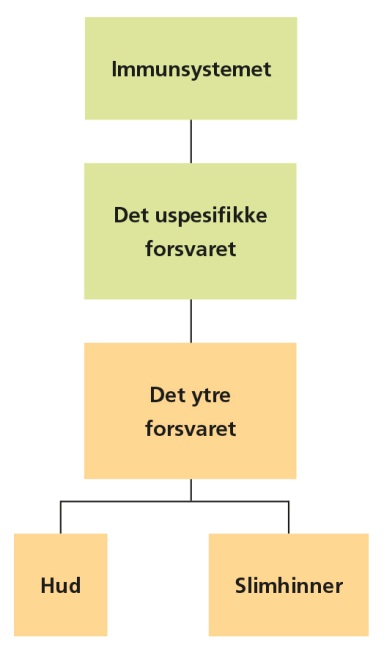 Immunsystemet
Det uspesifikke
forsvaret
Det ytre
forsvaret
Hud
Slimhinner